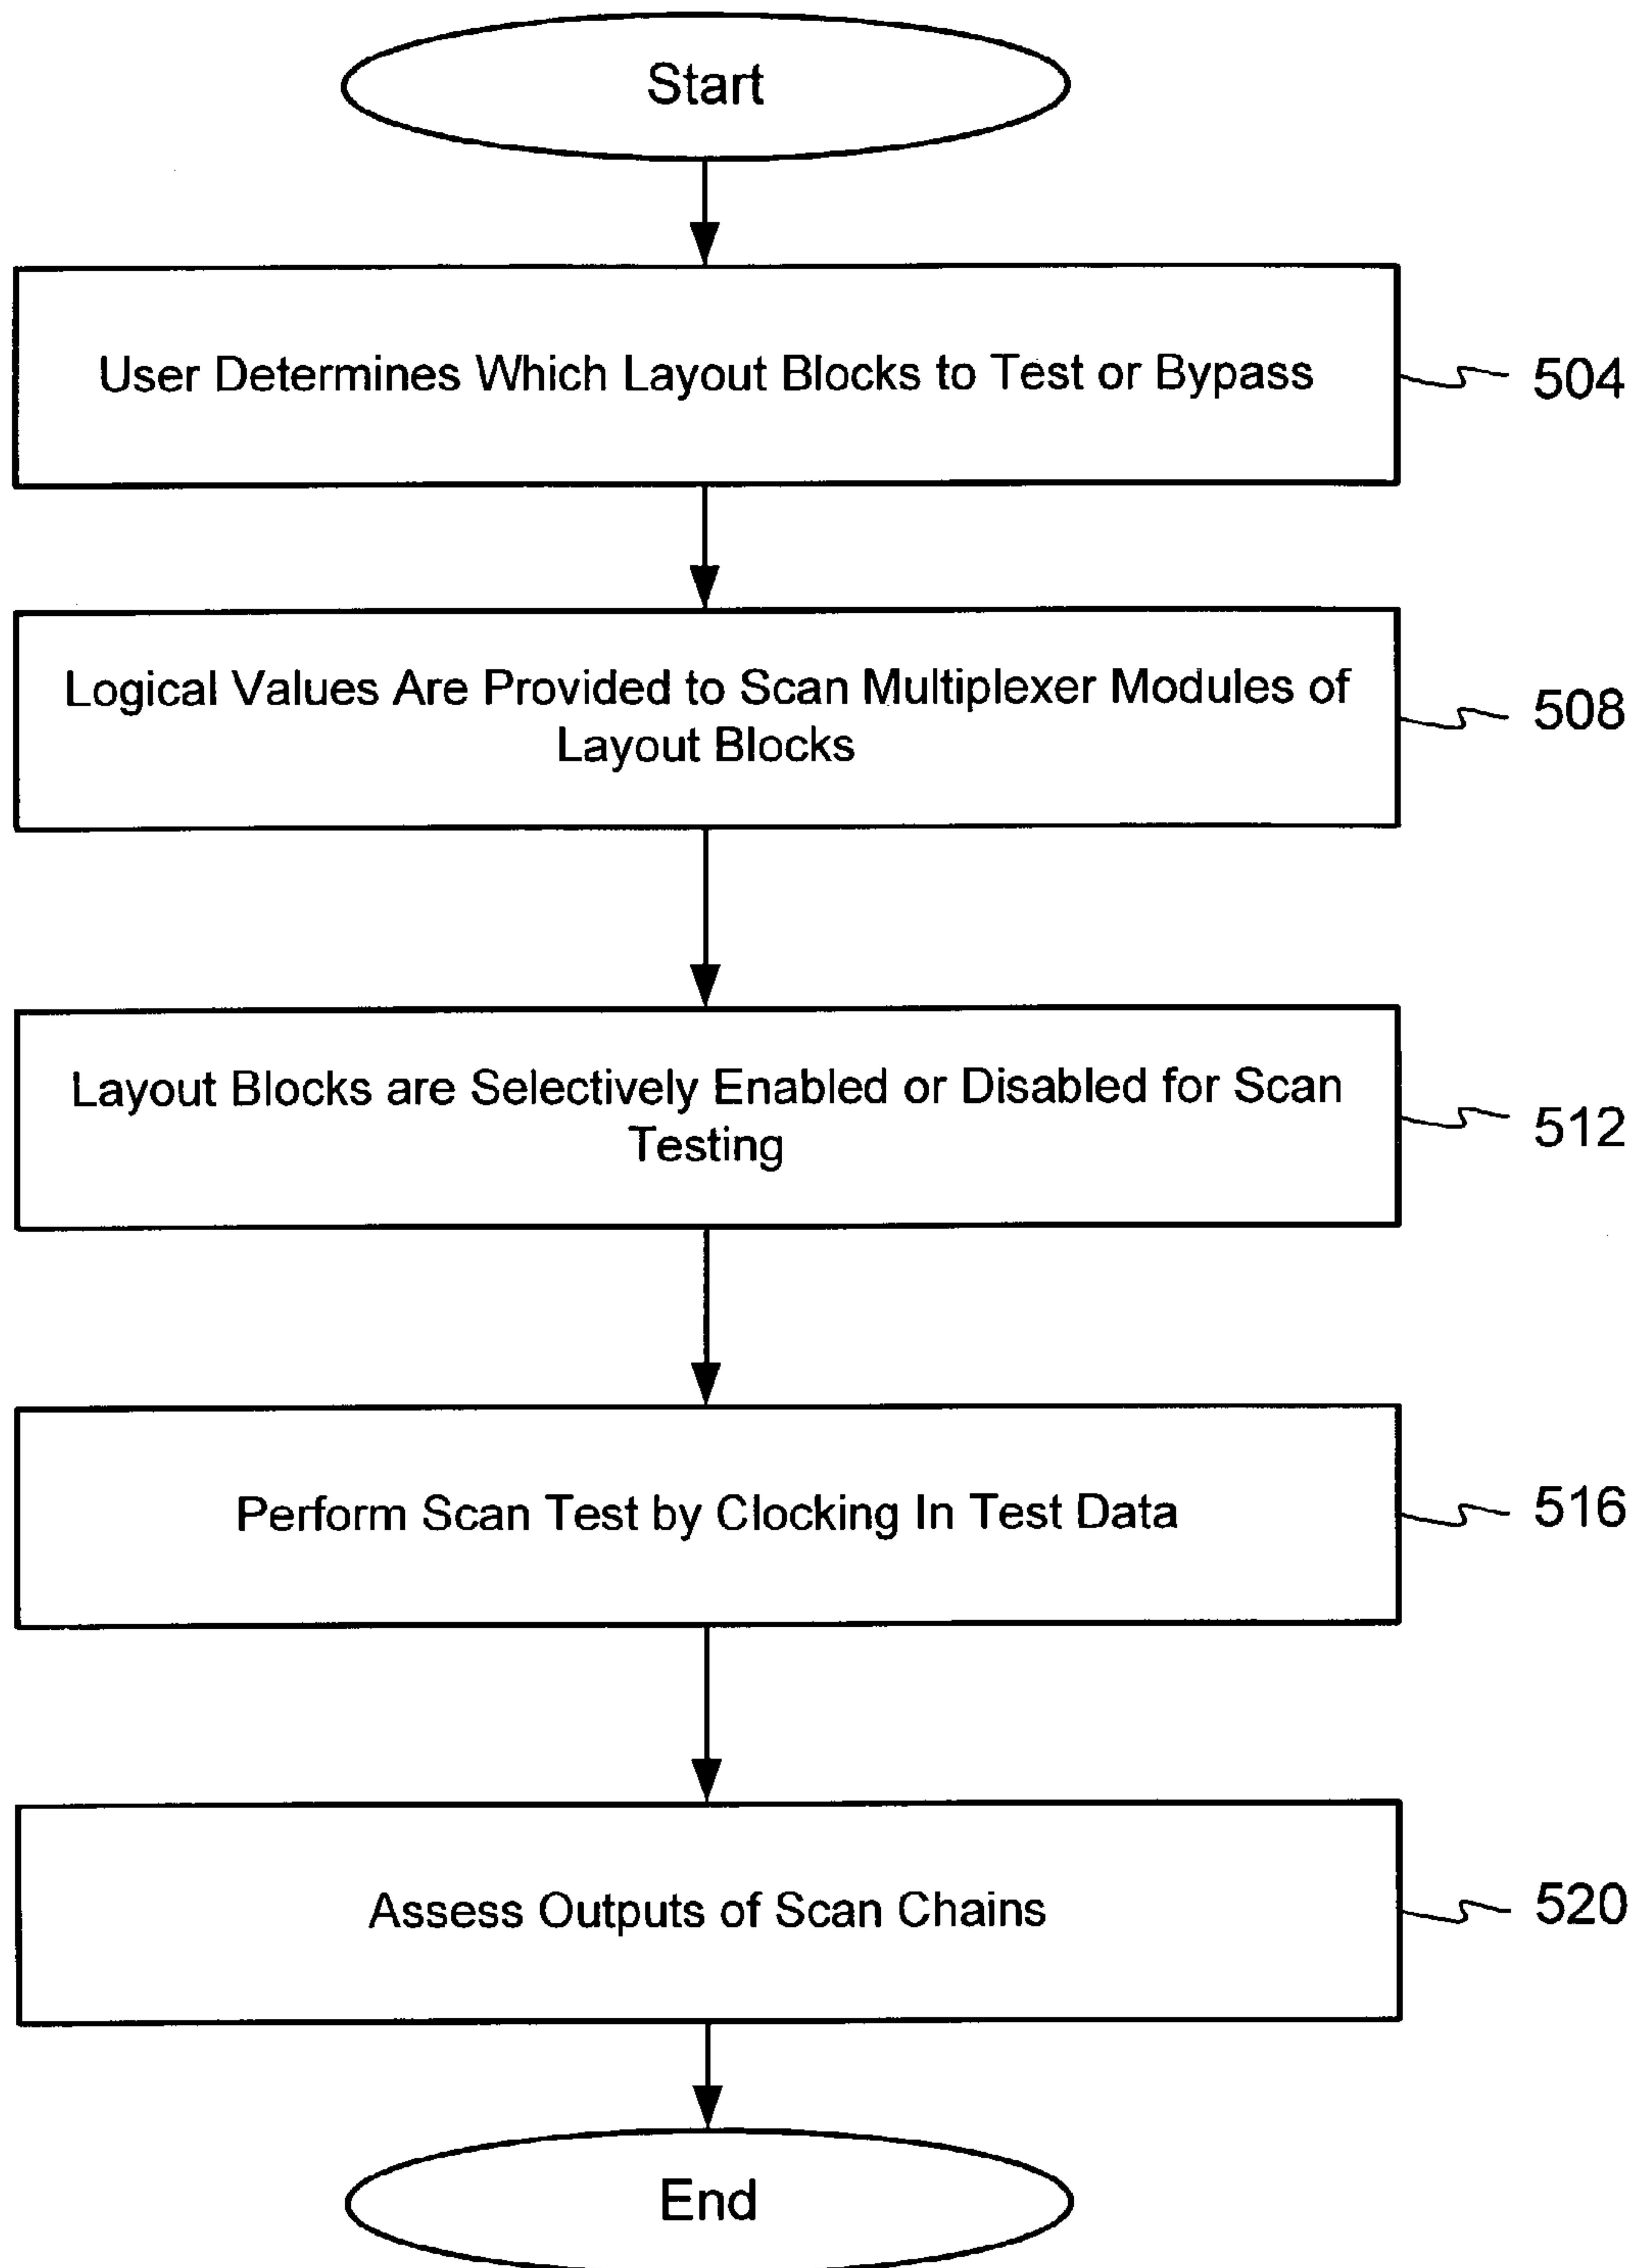 Start
User Determines Which Layout Blocks to Test or Bypass
504
Logical Values Are Provided to Scan Multiplexer Modules of
Layout Blocks
508
Layout Blocks are Selectively Enabled or Disabled for Scan
Testing
512
Perform Scan Test by Clocking In Test Data
516
Assess Outputs of Scan Chains
520
End